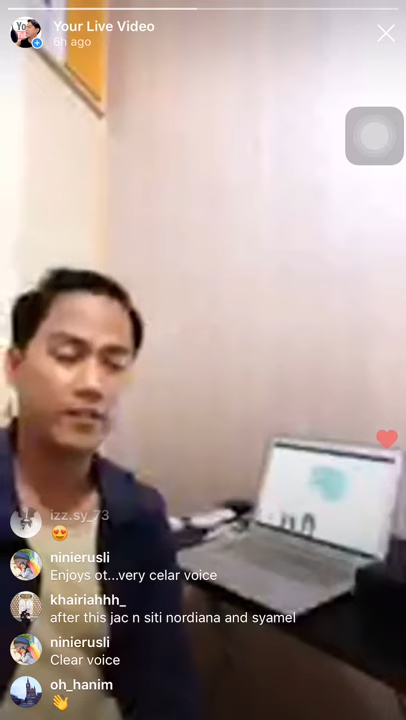 Your Live Video
6h ago
izz.sy_73
😍
ninierusli
Enjoys ot...very celar voice
khairiahhh_
after this jac n siti nordiana and syamel
ninierusli
Clear voice
oh_hanim
👋